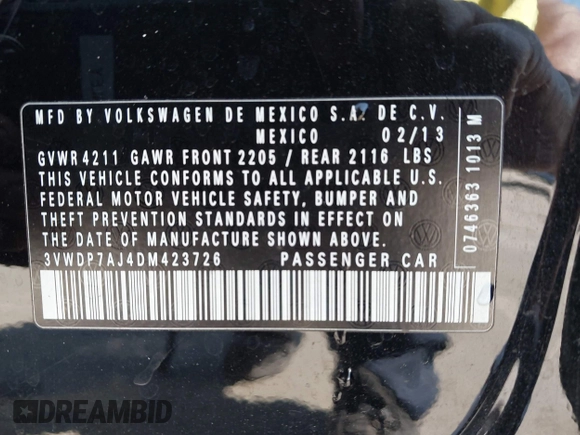 MFD BY VOLKSWAGEN DE MEXICO S.A. DE C.V.
MEXICO 02/13
GVWR 4211 GAWR FRONT 2205 / REAR 2116 LBS
THIS VEHICLE CONFORMS TO ALL APPLICABLE U.S.
FEDERAL MOTOR VEHICLE SAFETY, BUMPER AND
THEFT PREVENTION STANDARDS IN EFFECT ON
THE DATE OF MANUFACTURE SHOWN ABOVE.
3VWDP7AJ4DM423726 PASSENGER CAR
0746363 1013 M
DREAMBID